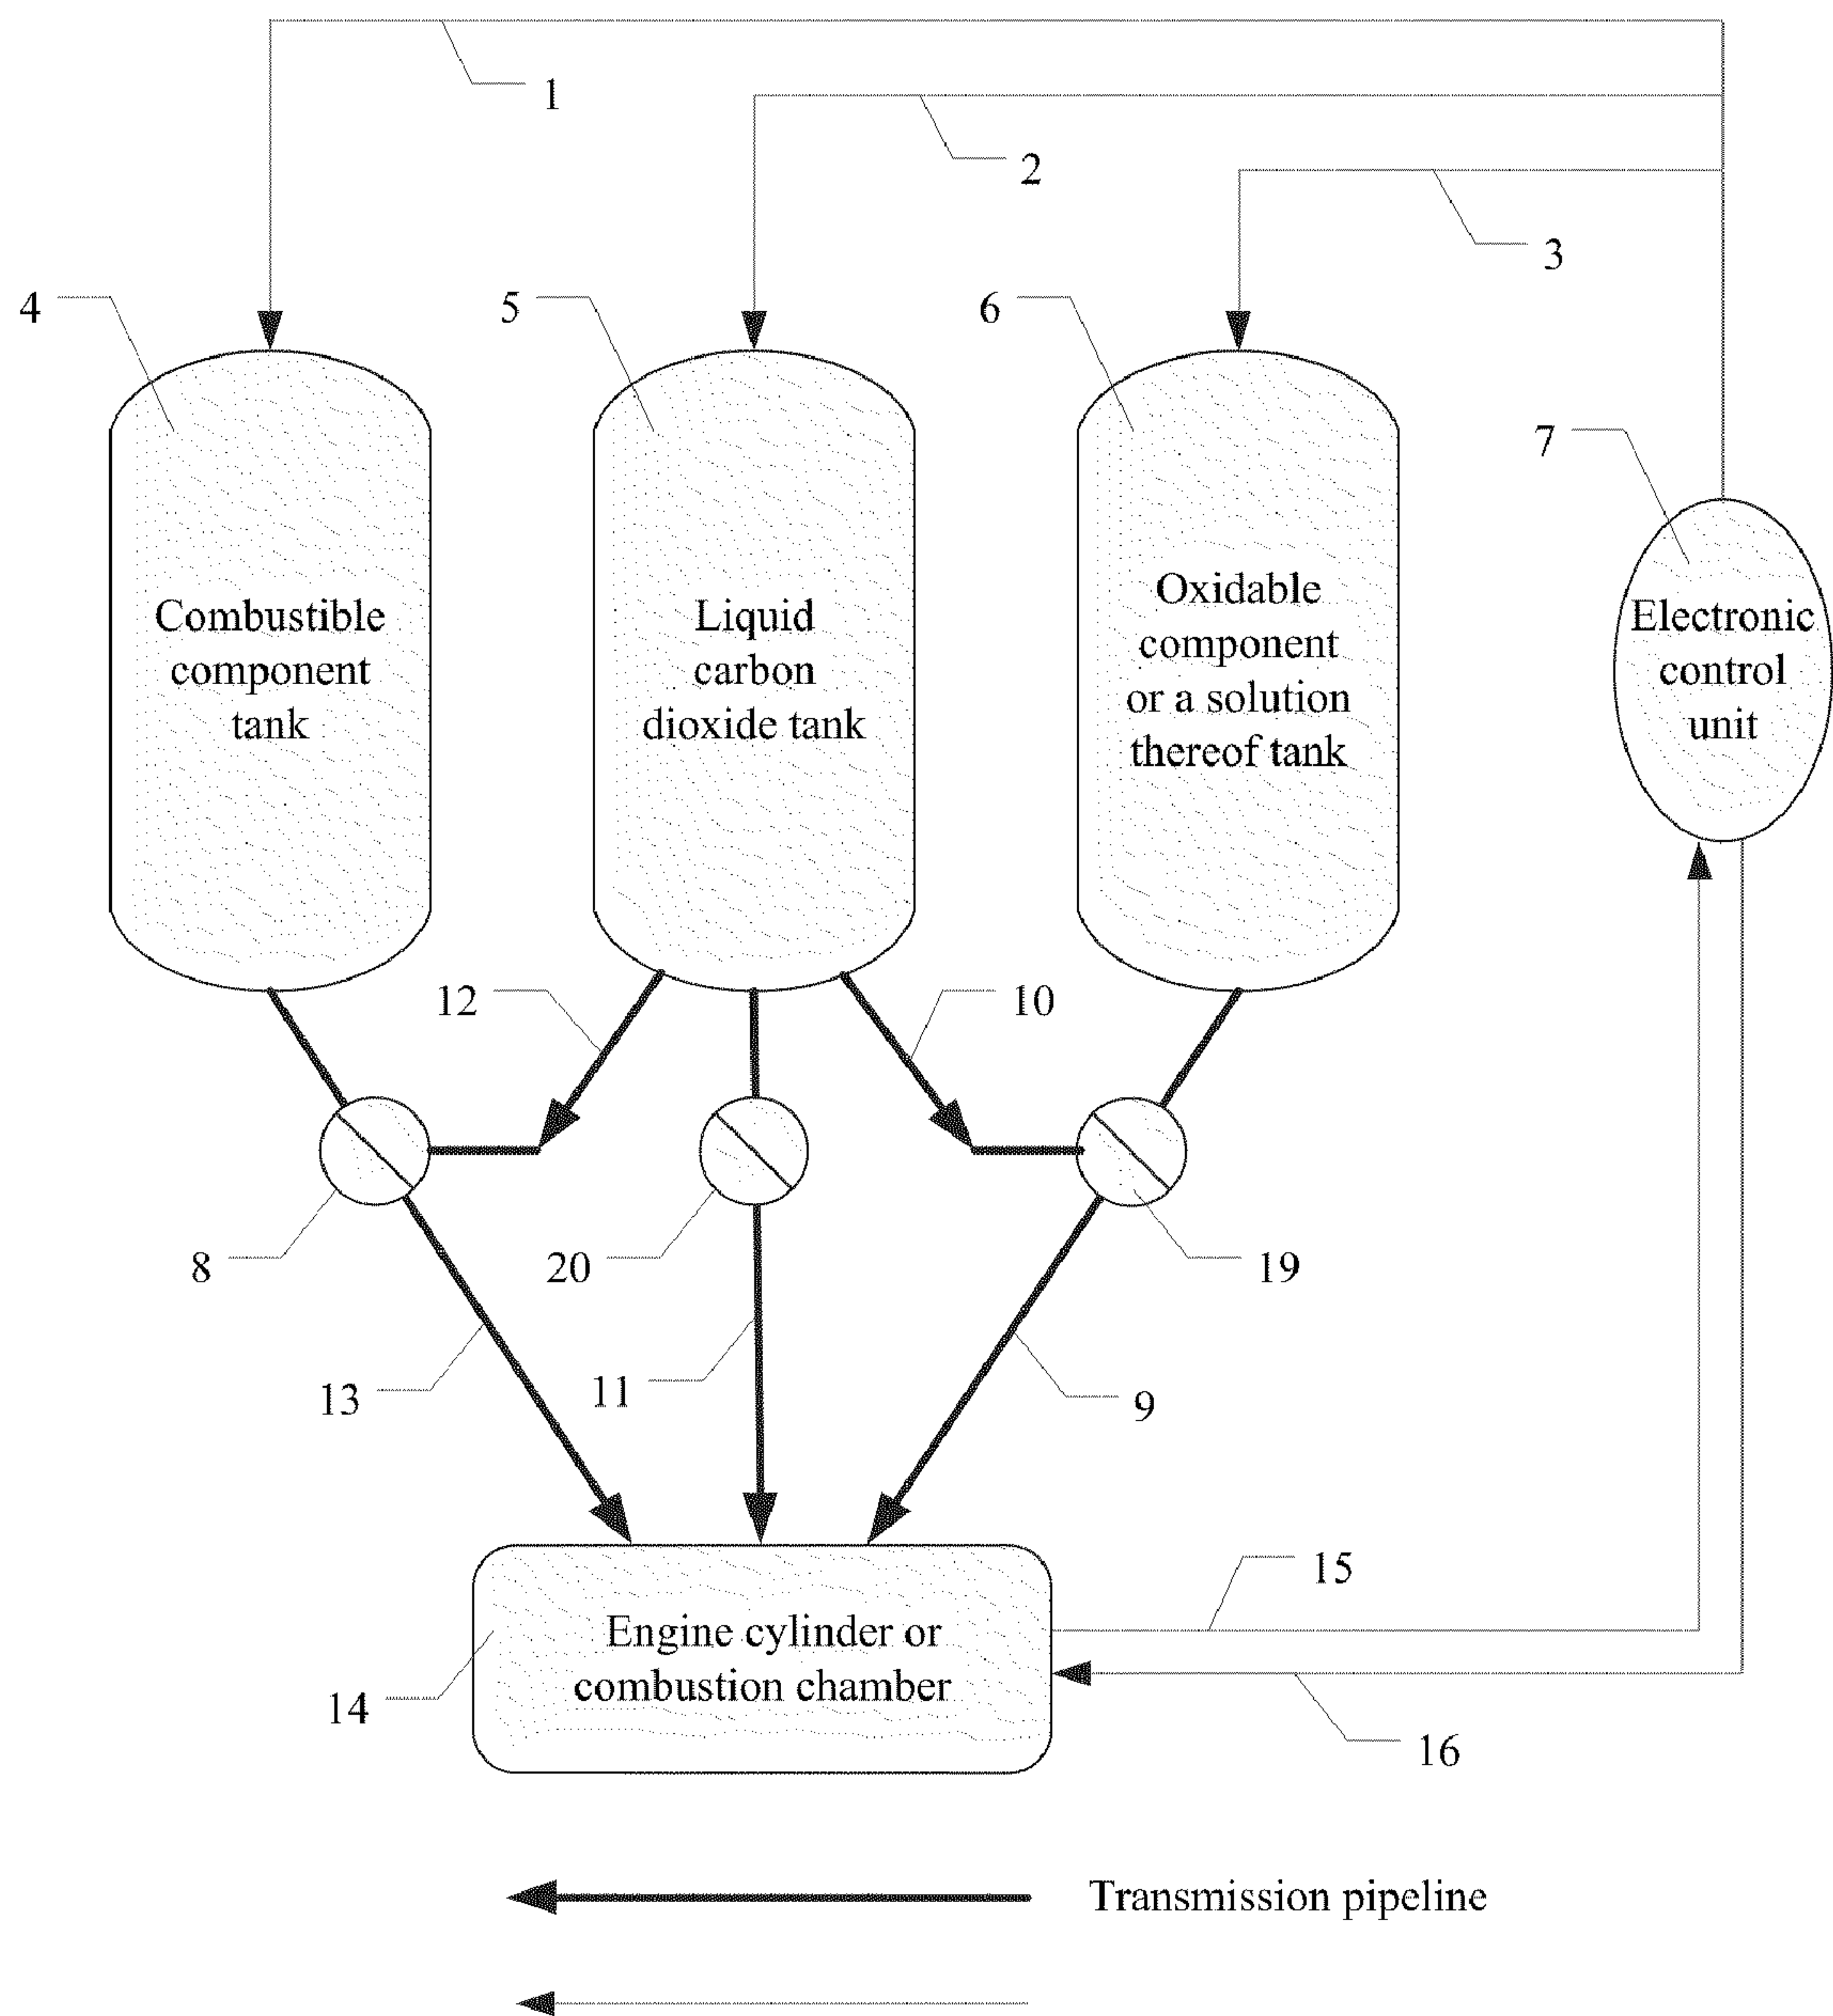 1
2
3
4
5
6
7
Combustible
component
tank
Liquid
carbon
dioxide tank
Oxidable
component
or a solution
thereof tank
Electronic
control
unit
12
10
8
20
19
13
11
9
15
Engine cylinder or
combustion chamber
14
16
Transmission pipeline